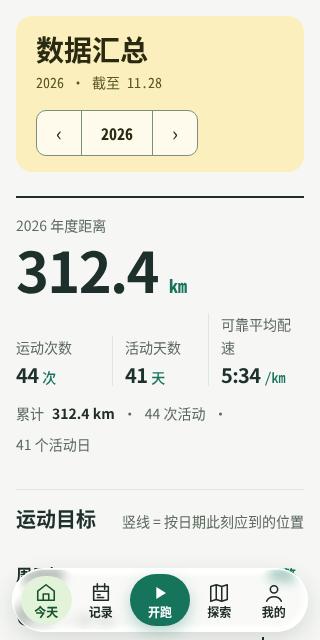 数据汇总
2026 · 截至 11.28
‹ 2026 ›
2026 年度距离
312.4 km
运动次数
44 次
活动天数
41 天
可靠平均配
速
5:34 /km
累计 312.4 km · 44 次活动 ·
41 个活动日
运动目标 竖线 = 按日期此刻应到的位置
今天 记录 开跑 探索 我的